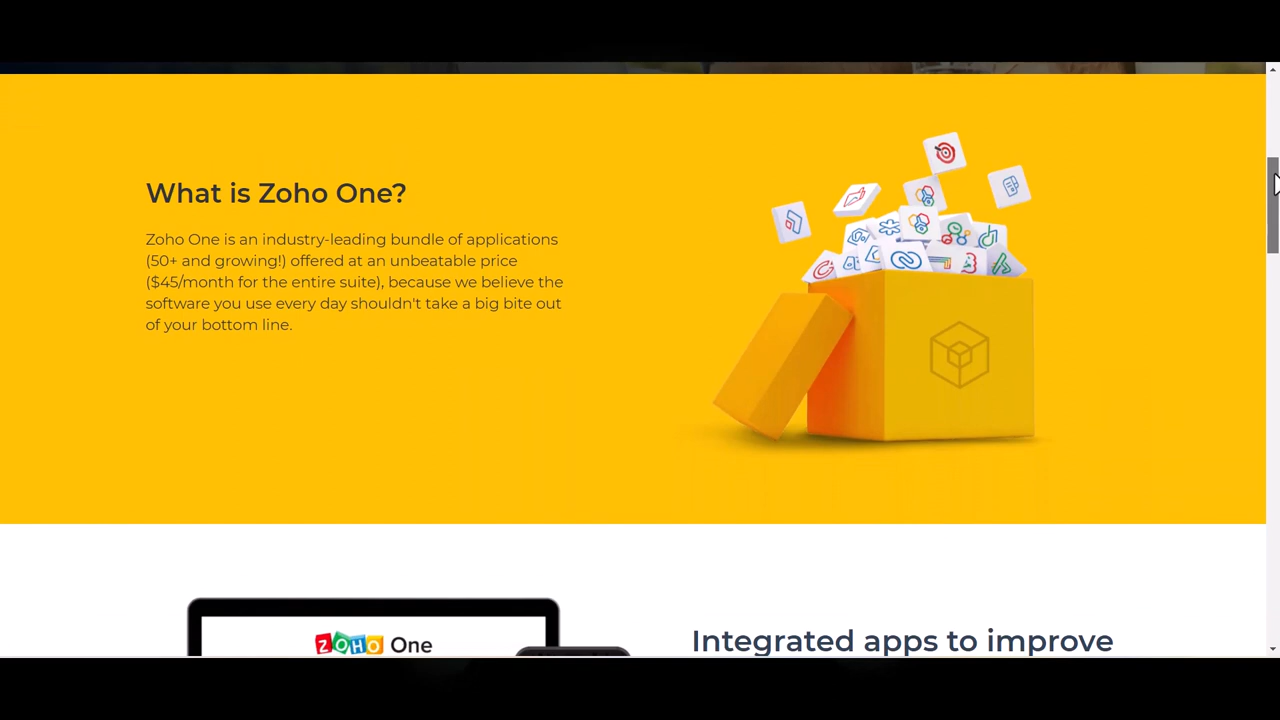 What is Zoho One?
Zoho One is an industry-leading bundle of applications
(50+ and growing!) offered at an unbeatable price
($45/month for the entire suite), because we believe the
software you use every day shouldn't take a big bite out
of your bottom line.
ZOHO One
Integrated apps to improve